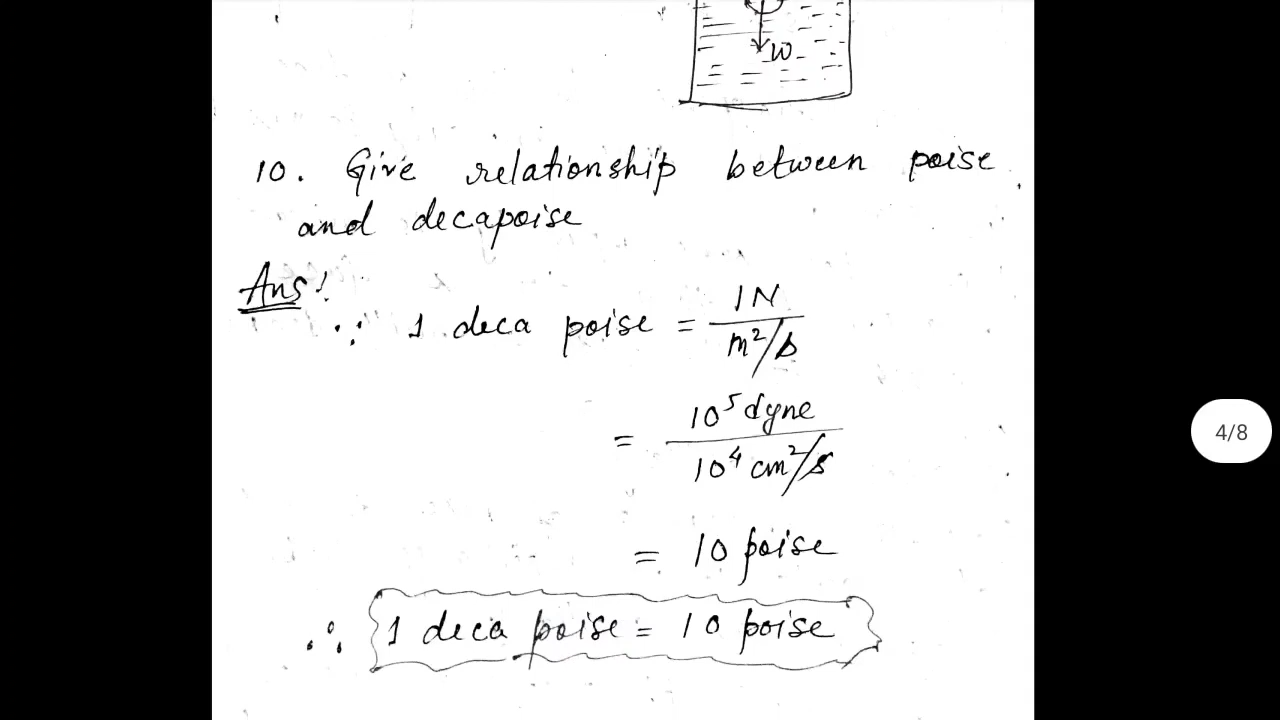 W
10. Give relationship between poise
and decapoise
Ans!
∵ 1 deca poise = 1N / m²/s
= 10⁵ dyne / 10⁴ cm²/s
= 10 poise
∴ 1 deca poise = 10 poise
4/8